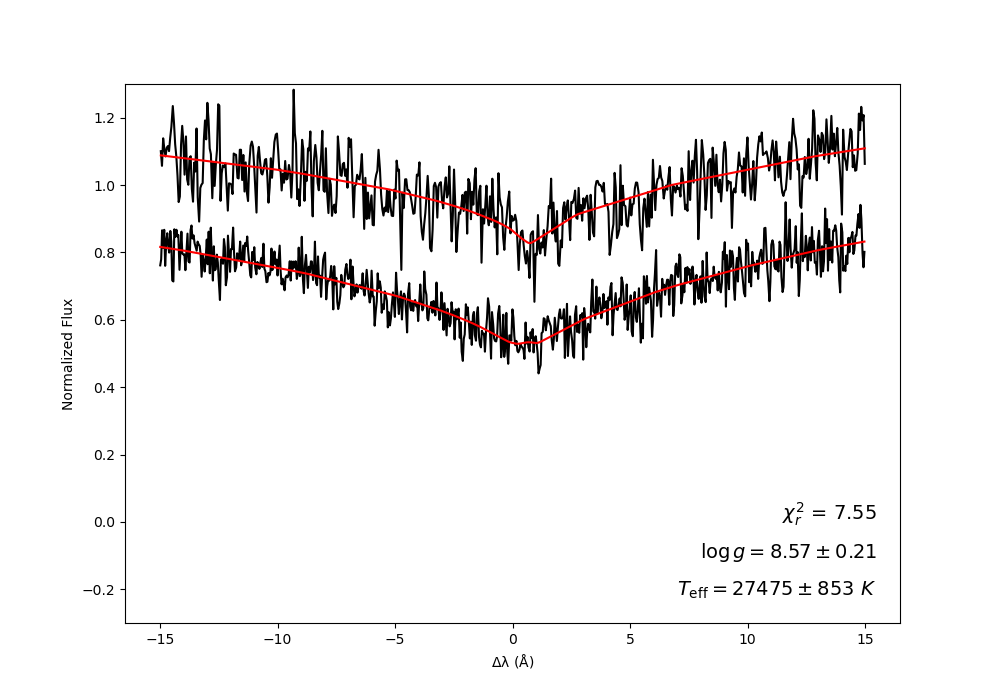 1.2
1.0
0.8
0.6
0.4
0.2
0.0
−0.2
Normalized Flux
χ²ᵣ = 7.55
log g = 8.57 ± 0.21
T_eff = 27475 ± 853 K
−15 −10 −5 0 5 10 15
Δλ (Å)